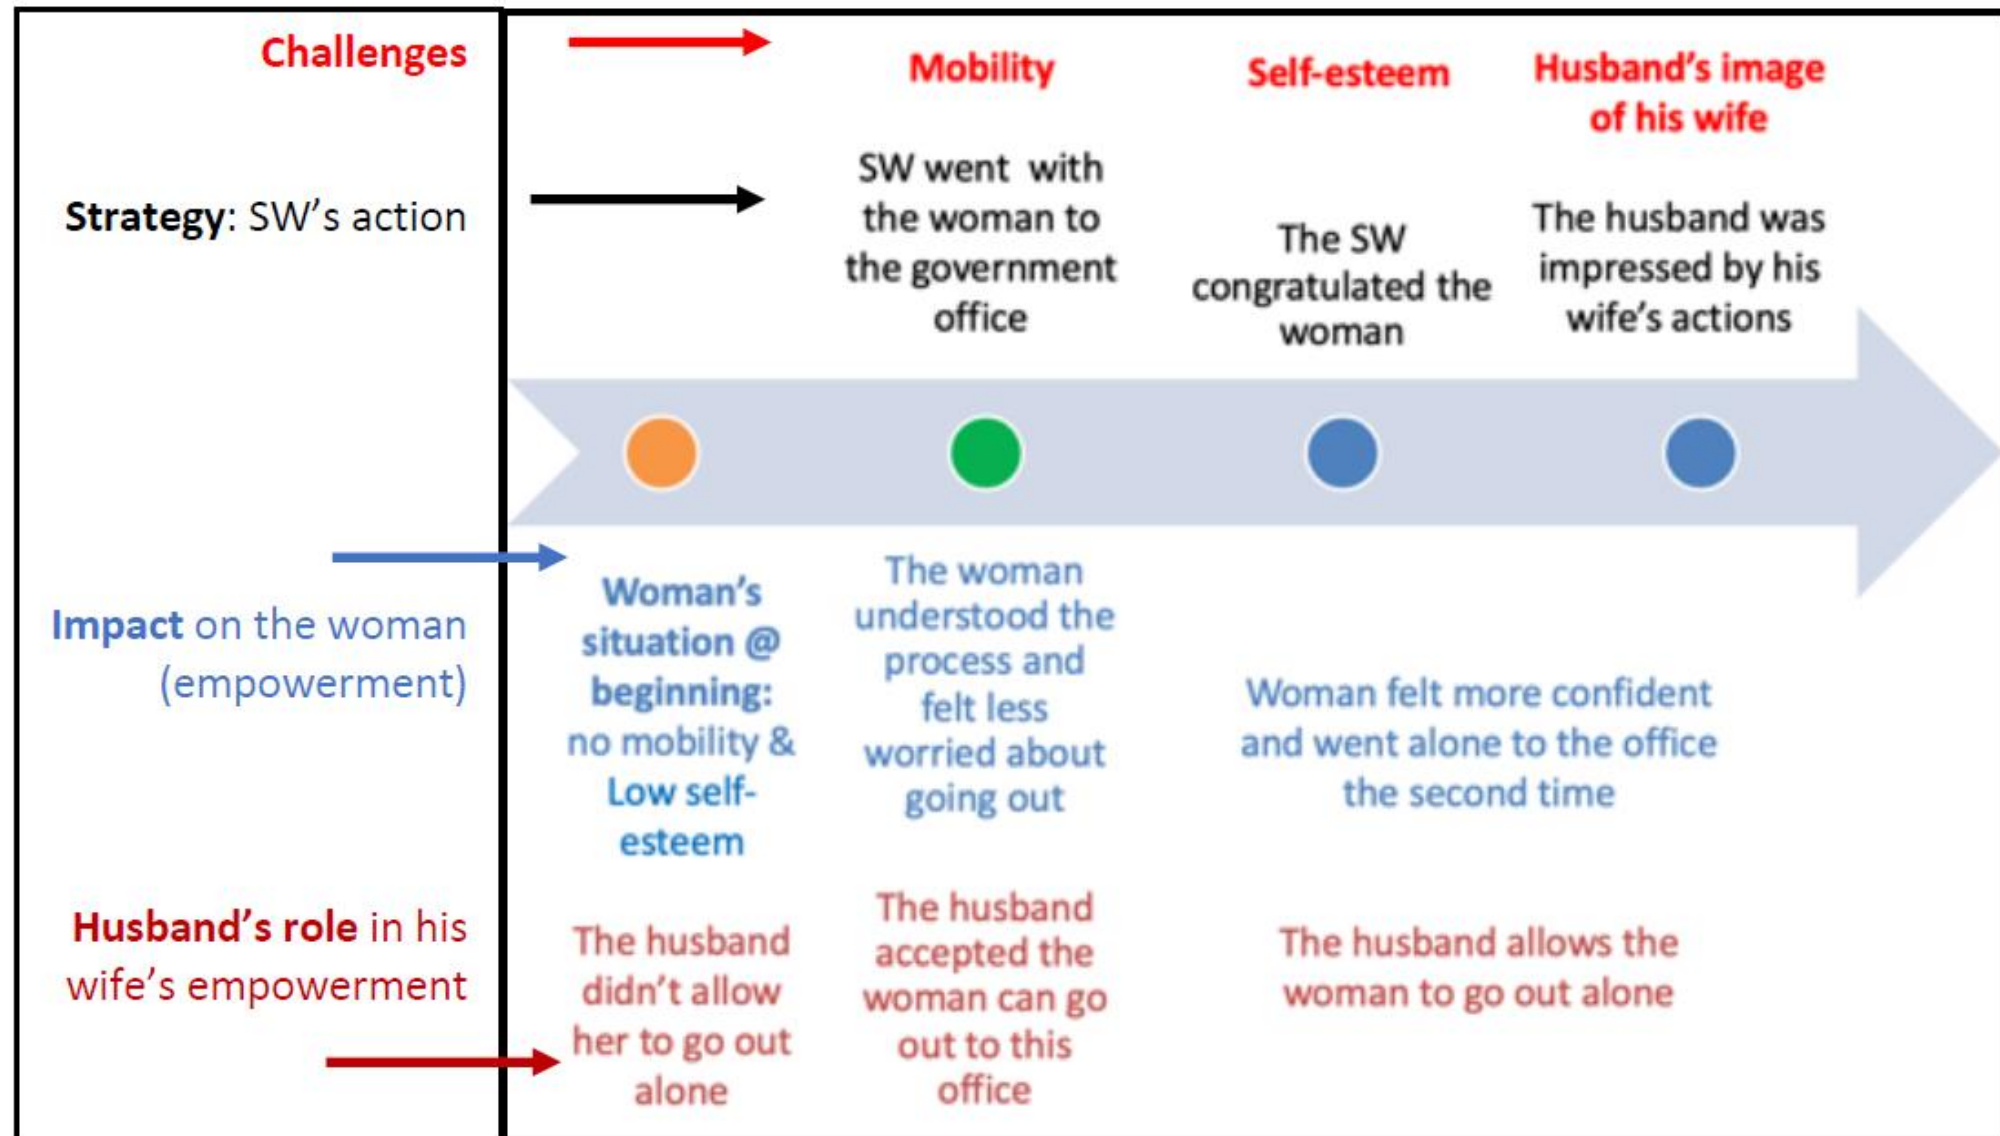 Challenges
Mobility
Self-esteem
Husband's image
of his wife
Strategy: SW's action
SW went with
the woman to
the government
office
The SW
congratulated the
woman
The husband was
impressed by his
wife's actions
Impact on the woman
(empowerment)
Woman's
situation @
beginning:
no mobility &
Low self-
esteem
The woman
understood the
process and
felt less
worried about
going out
Woman felt more confident
and went alone to the office
the second time
Husband's role in his
wife's empowerment
The husband
didn't allow
her to go out
alone
The husband
accepted the
woman can go
out to this
office
The husband allows the
woman to go out alone